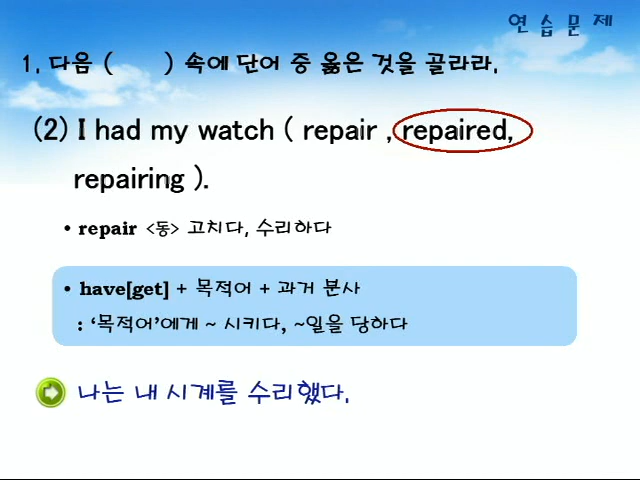 연습문제
1. 다음 (     ) 속에 단어 중 옳은 것을 골라라.
(2) I had my watch ( repair , repaired,
repairing ).
• repair <동> 고치다, 수리하다
• have[get] + 목적어 + 과거 분사
: ‘목적어’에게 ~ 시키다, ~일을 당하다
나는 내 시계를 수리했다.